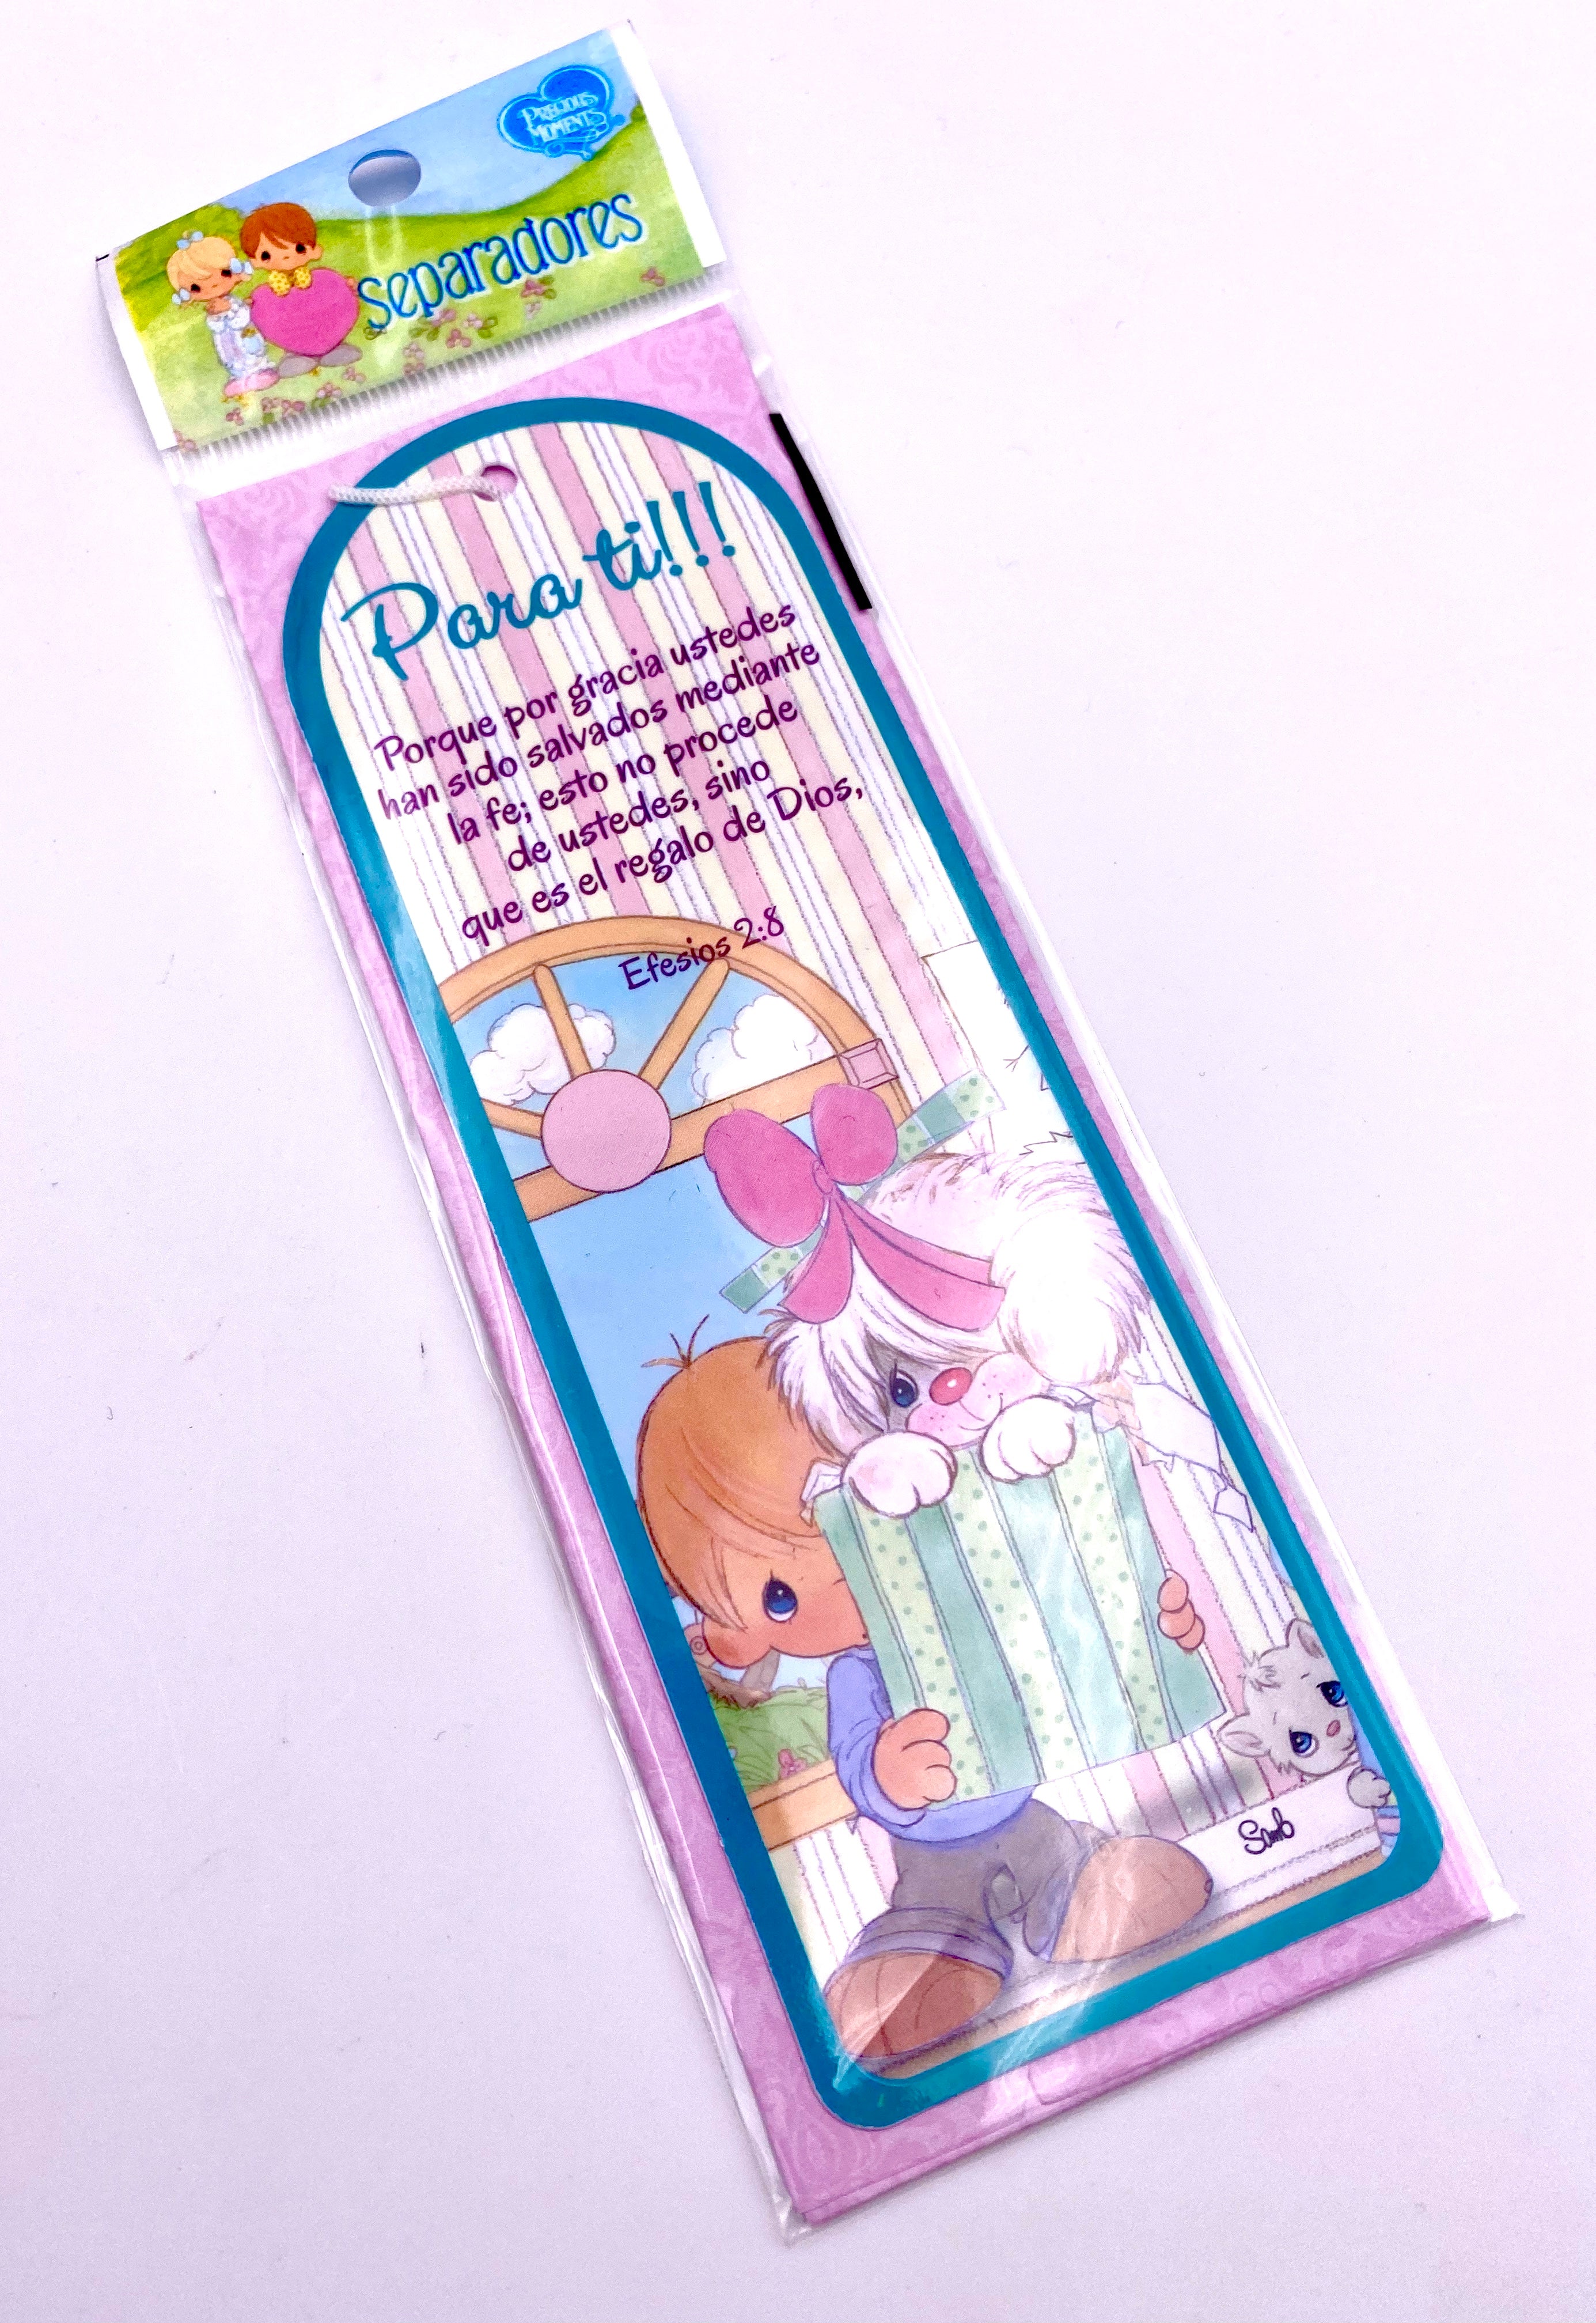 PRECIOUS
MOMENTS
separadores
Para ti!!!
Porque por gracia ustedes
han sido salvados mediante
la fe; esto no procede
de ustedes, sino
que es el regalo de Dios,
Efesios 2:8